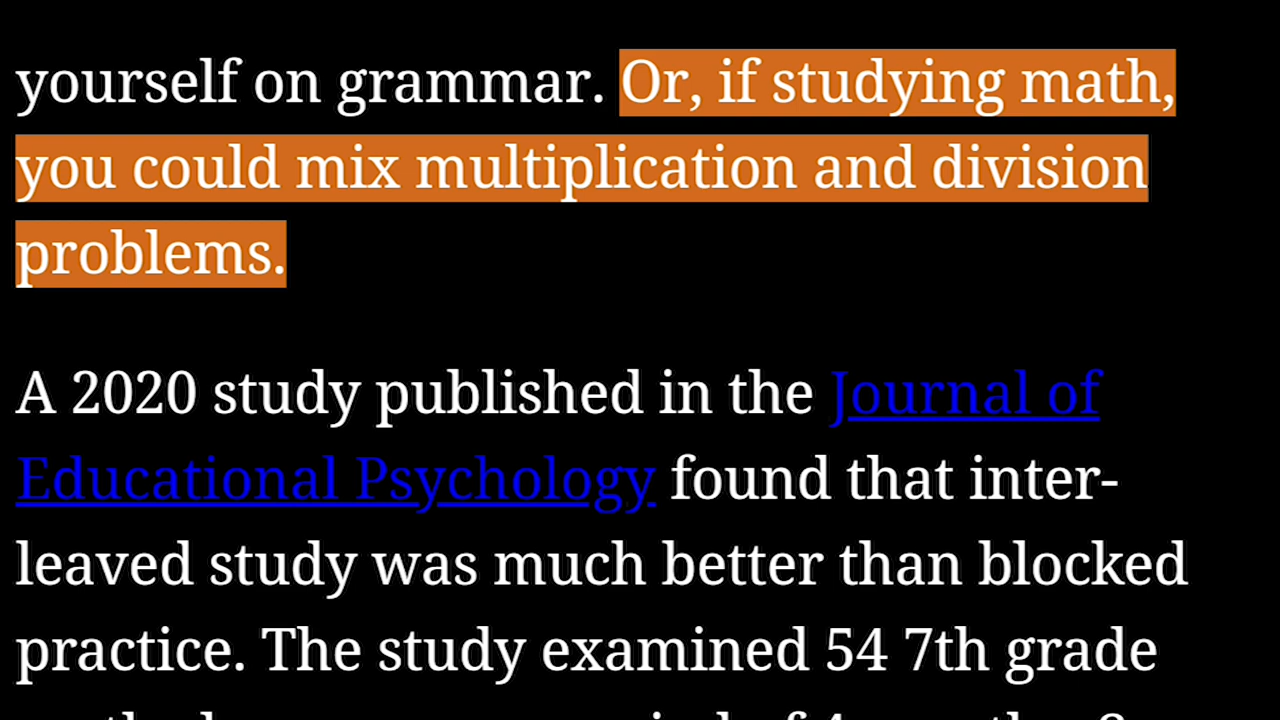 yourself on grammar. Or, if studying math,
you could mix multiplication and division
problems.
A 2020 study published in the Journal of
Educational Psychology found that inter-
leaved study was much better than blocked
practice. The study examined 54 7th grade